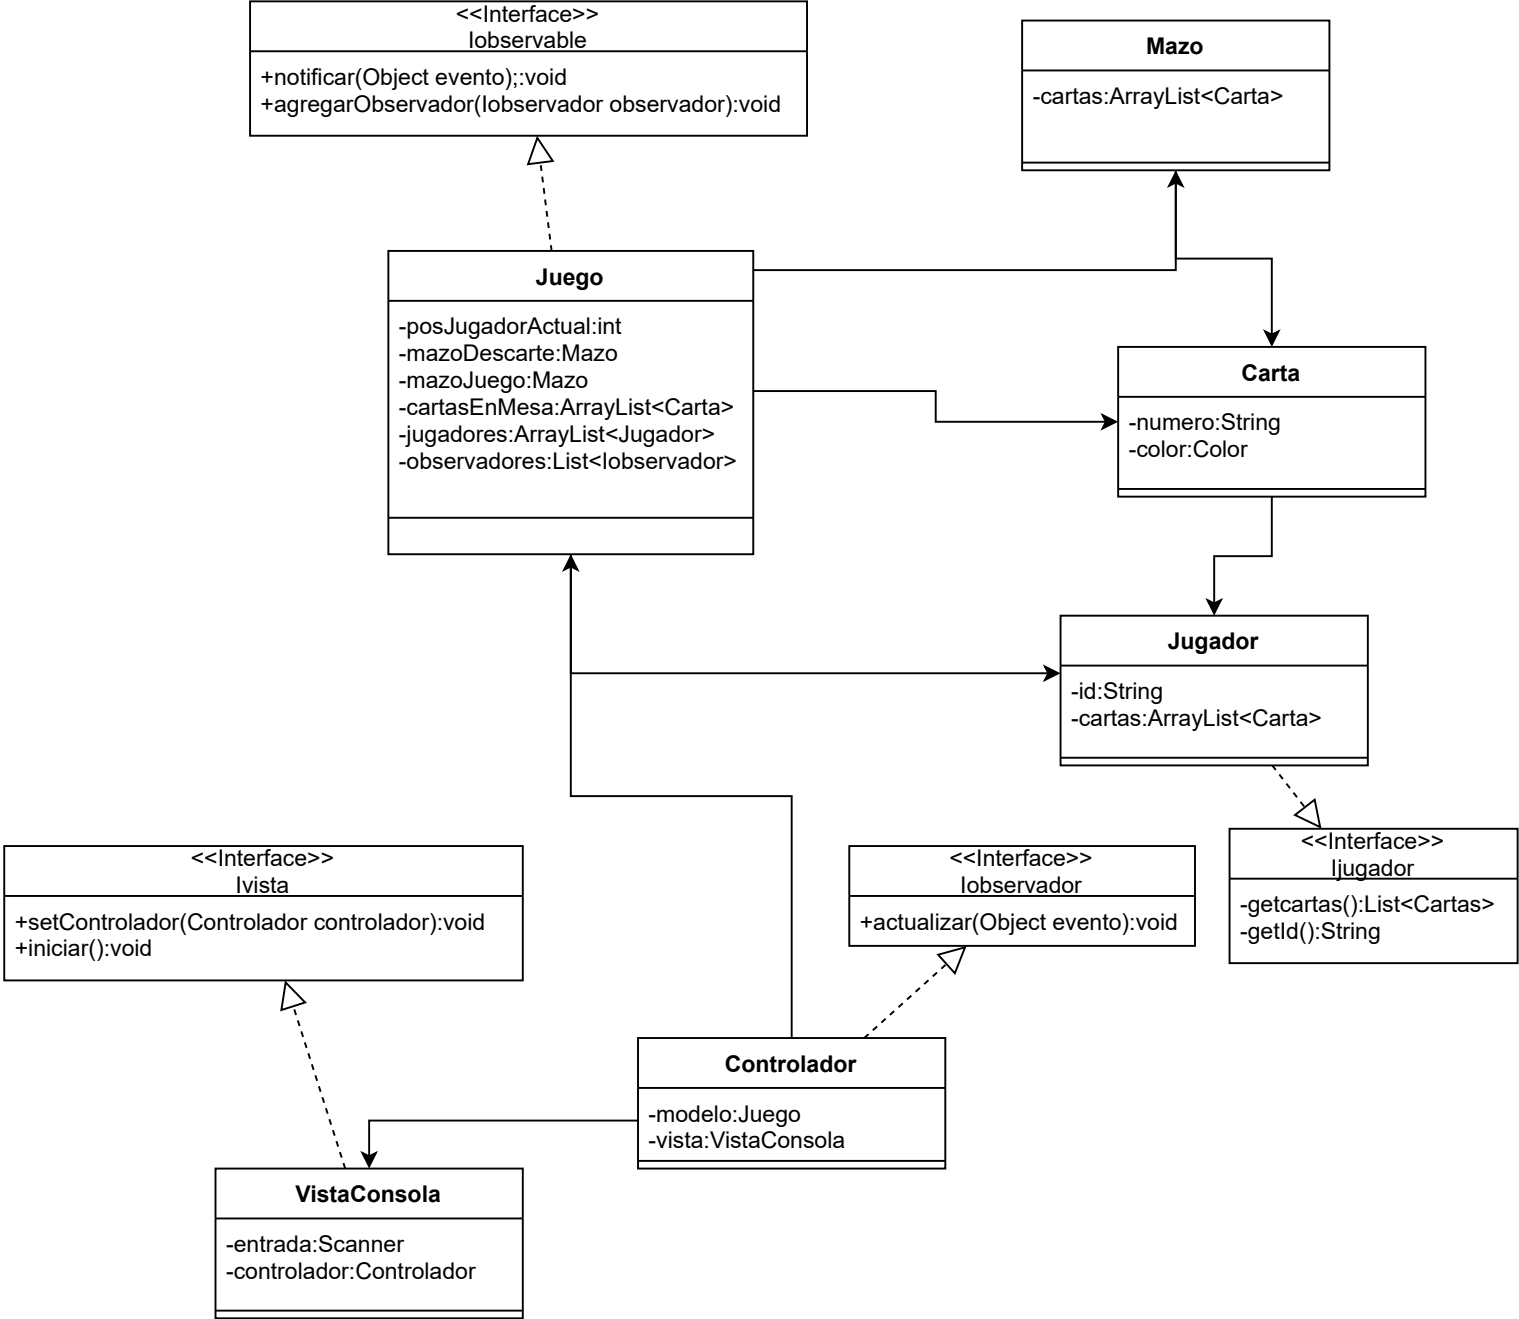 <<Interface>>
Iobservable
+notificar(Object evento);:void
+agregarObservador(Iobservador observador):void
Mazo
-cartas:ArrayList<Carta>
Juego
-posJugadorActual:int
-mazoDescarte:Mazo
-mazoJuego:Mazo
-cartasEnMesa:ArrayList<Carta>
-jugadores:ArrayList<Jugador>
-observadores:List<Iobservador>
Carta
-numero:String
-color:Color
Jugador
-id:String
-cartas:ArrayList<Carta>
<<Interface>>
Ivista
+setControlador(Controlador controlador):void
+iniciar():void
<<Interface>>
Iobservador
+actualizar(Object evento):void
<<Interface>>
Ijugador
-getcartas():List<Cartas>
-getId():String
Controlador
-modelo:Juego
-vista:VistaConsola
VistaConsola
-entrada:Scanner
-controlador:Controlador